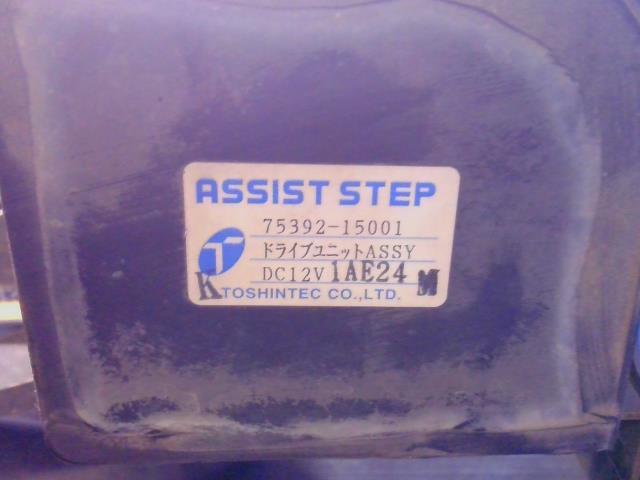 ASSIST STEP
75392-15001
ドライブユニットASSY
DC12V 1AE24 M
K TOSHINTEC CO.,LTD.